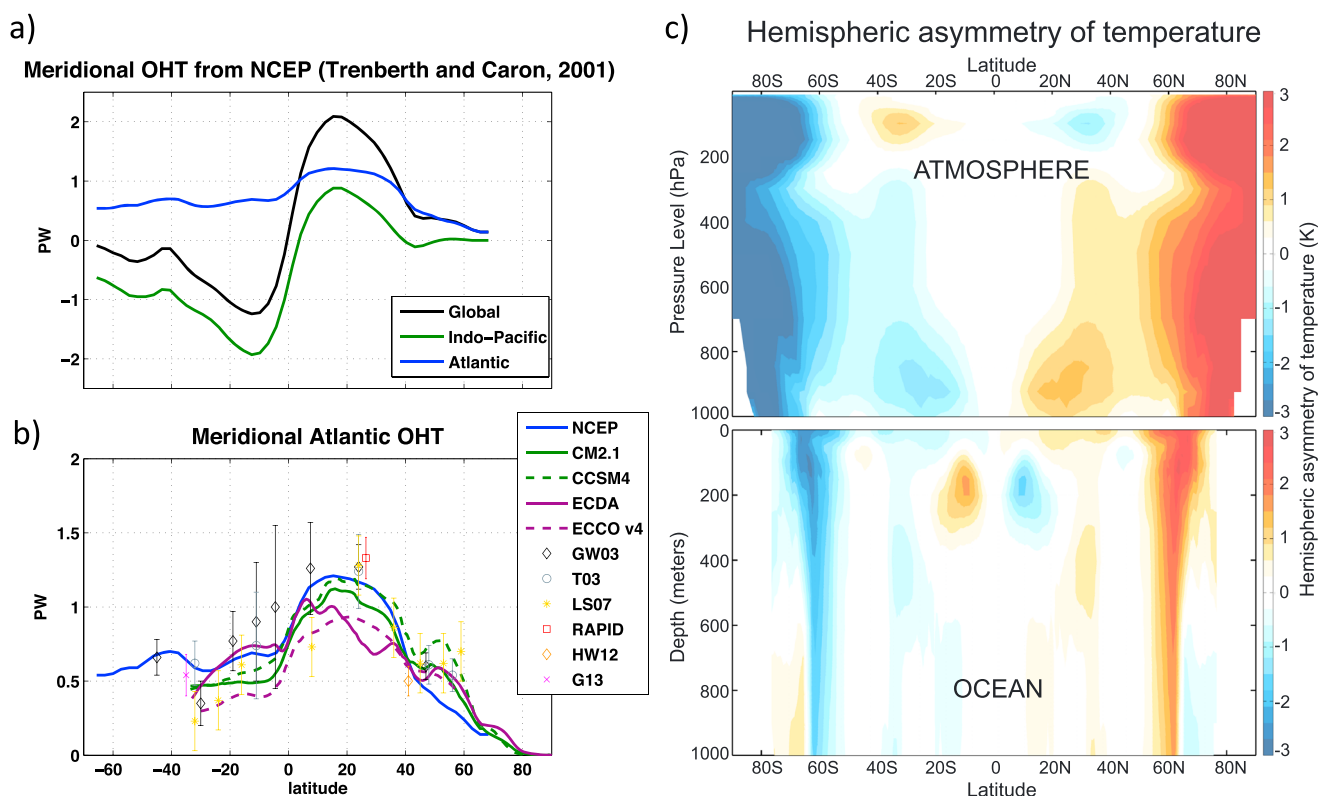 a)
Meridional OHT from NCEP (Trenberth and Caron, 2001)
2
1
0
−1
−2
PW
Global
Indo−Pacific
Atlantic
b)
Meridional Atlantic OHT
2
1.5
1
0.5
0
PW
−60 −40 −20 0 20 40 60 80
latitude
NCEP
CM2.1
CCSM4
ECDA
ECCO v4
GW03
T03
LS07
RAPID
HW12
G13
c)
Hemispheric asymmetry of temperature
Latitude
80S 60S 40S 20S 0 20N 40N 60N 80N
200
400
600
800
1000
Pressure Level (hPa)
ATMOSPHERE
3
2
1
0
-1
-2
-3
Hemispheric asymmetry of temperature (K)
0
200
400
600
800
1000
Depth (meters)
OCEAN
80S 60S 40S 20S 0 20N 40N 60N 80N
Latitude
3
2
1
0
-1
-2
-3
Hemispheric asymmetry of temperature (K)